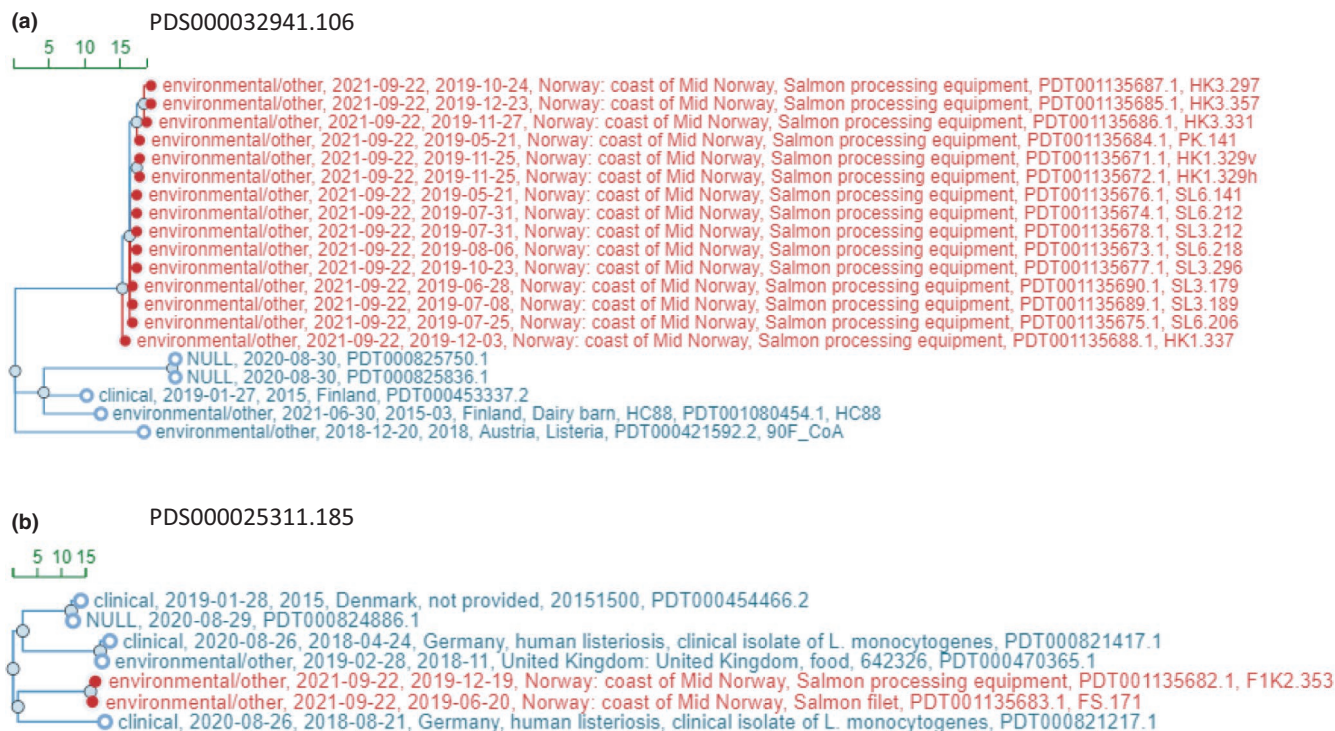 (a) PDS000032941.106
5 10 15
environmental/other, 2021-09-22, 2019-10-24, Norway: coast of Mid Norway, Salmon processing equipment, PDT001135687.1, HK3.297
environmental/other, 2021-09-22, 2019-12-23, Norway: coast of Mid Norway, Salmon processing equipment, PDT001135685.1, HK3.357
environmental/other, 2021-09-22, 2019-11-27, Norway: coast of Mid Norway, Salmon processing equipment, PDT001135686.1, HK3.331
environmental/other, 2021-09-22, 2019-05-21, Norway: coast of Mid Norway, Salmon processing equipment, PDT001135684.1, PK.141
environmental/other, 2021-09-22, 2019-11-25, Norway: coast of Mid Norway, Salmon processing equipment, PDT001135671.1, HK1.329v
environmental/other, 2021-09-22, 2019-11-25, Norway: coast of Mid Norway, Salmon processing equipment, PDT001135672.1, HK1.329h
environmental/other, 2021-09-22, 2019-05-21, Norway: coast of Mid Norway, Salmon processing equipment, PDT001135676.1, SL6.141
environmental/other, 2021-09-22, 2019-07-31, Norway: coast of Mid Norway, Salmon processing equipment, PDT001135674.1, SL6.212
environmental/other, 2021-09-22, 2019-07-31, Norway: coast of Mid Norway, Salmon processing equipment, PDT001135678.1, SL3.212
environmental/other, 2021-09-22, 2019-08-06, Norway: coast of Mid Norway, Salmon processing equipment, PDT001135673.1, SL6.218
environmental/other, 2021-09-22, 2019-10-23, Norway: coast of Mid Norway, Salmon processing equipment, PDT001135677.1, SL3.296
environmental/other, 2021-09-22, 2019-06-28, Norway: coast of Mid Norway, Salmon processing equipment, PDT001135690.1, SL3.179
environmental/other, 2021-09-22, 2019-07-08, Norway: coast of Mid Norway, Salmon processing equipment, PDT001135689.1, SL3.189
environmental/other, 2021-09-22, 2019-07-25, Norway: coast of Mid Norway, Salmon processing equipment, PDT001135675.1, SL6.206
environmental/other, 2021-09-22, 2019-12-03, Norway: coast of Mid Norway, Salmon processing equipment, PDT001135688.1, HK1.337
NULL, 2020-08-30, PDT000825750.1
NULL, 2020-08-30, PDT000825836.1
clinical, 2019-01-27, 2015, Finland, PDT000453337.2
environmental/other, 2021-06-30, 2015-03, Finland, Dairy barn, HC88, PDT001080454.1, HC88
environmental/other, 2018-12-20, 2018, Austria, Listeria, PDT000421592.2, 90F_CoA
(b) PDS000025311.185
5 10 15
clinical, 2019-01-28, 2015, Denmark, not provided, 20151500, PDT000454466.2
NULL, 2020-08-29, PDT000824886.1
clinical, 2020-08-26, 2018-04-24, Germany, human listeriosis, clinical isolate of L. monocytogenes, PDT000821417.1
environmental/other, 2019-02-28, 2018-11, United Kingdom: United Kingdom, food, 642326, PDT000470365.1
environmental/other, 2021-09-22, 2019-12-19, Norway: coast of Mid Norway, Salmon processing equipment, PDT001135682.1, F1K2.353
environmental/other, 2021-09-22, 2019-06-20, Norway: coast of Mid Norway, Salmon filet, PDT001135683.1, FS.171
clinical, 2020-08-26, 2018-08-21, Germany, human listeriosis, clinical isolate of L. monocytogenes, PDT000821217.1